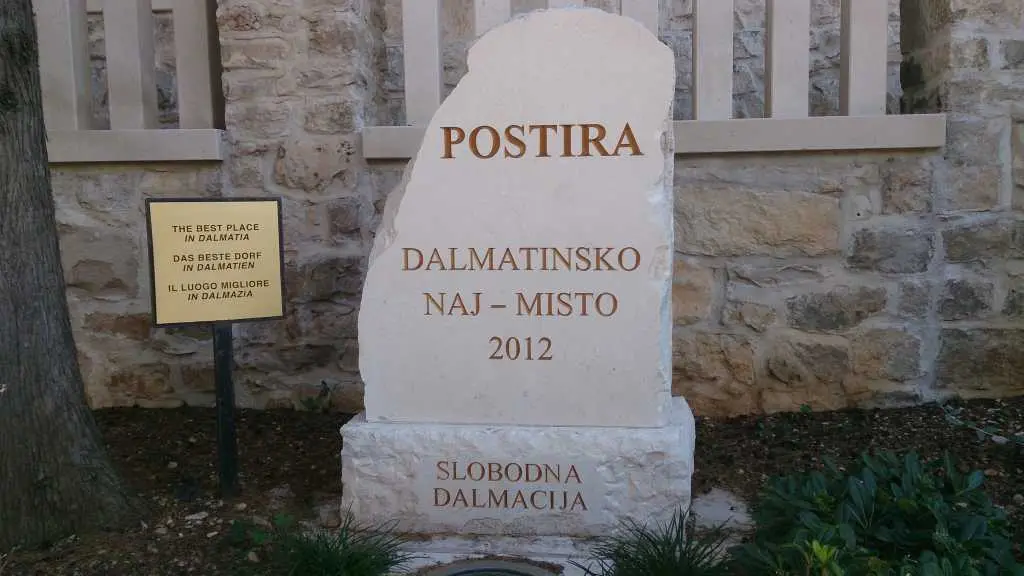 THE BEST PLACE
IN DALMATIA
DAS BESTE DORF
IN DALMATIEN
IL LUOGO MIGLIORE
IN DALMAZIA
POSTIRA
DALMATINSKO
NAJ – MISTO
2012
SLOBODNA
DALMACIJA